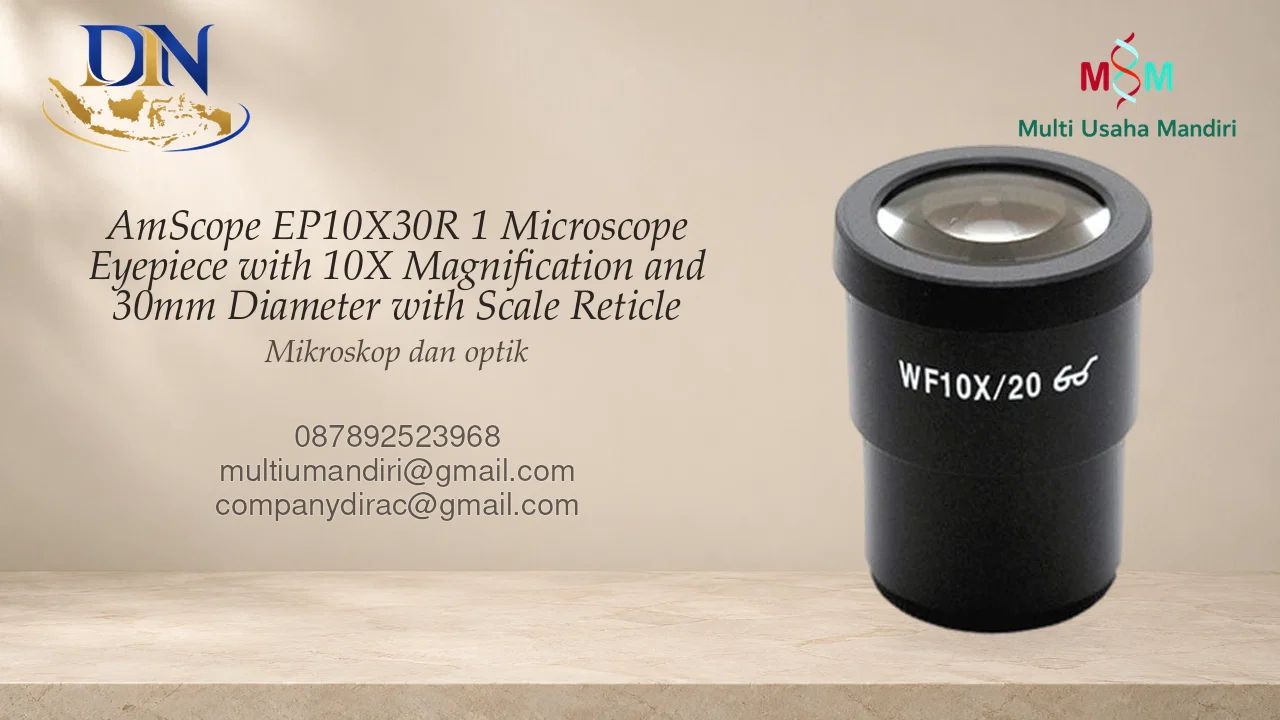 DN
M M
Multi Usaha Mandiri
AmScope EP10X30R 1 Microscope
Eyepiece with 10X Magnification and
30mm Diameter with Scale Reticle
Mikroskop dan optik
WF10X/20
087892523968
multiumandiri@gmail.com
companydirac@gmail.com